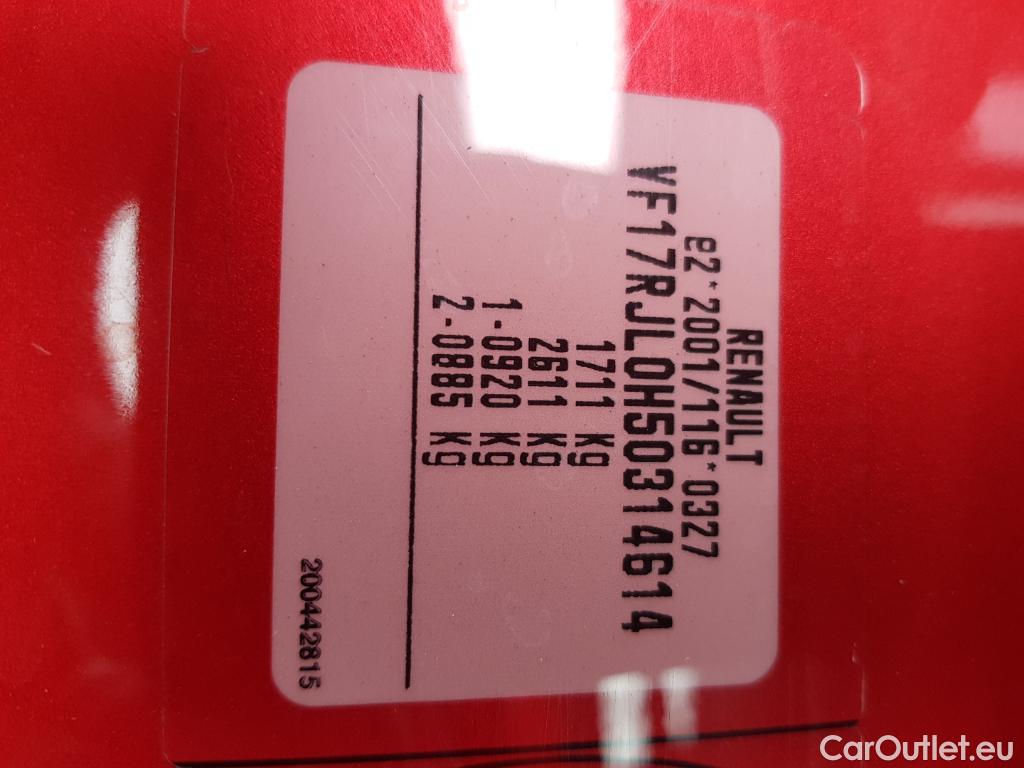 RENAULT
e2*2001/116*0327
VF17RJL0H50314614
1711 Kg
2611 Kg
1-0920 Kg
2-0885 Kg
200442815
CarOutlet.eu